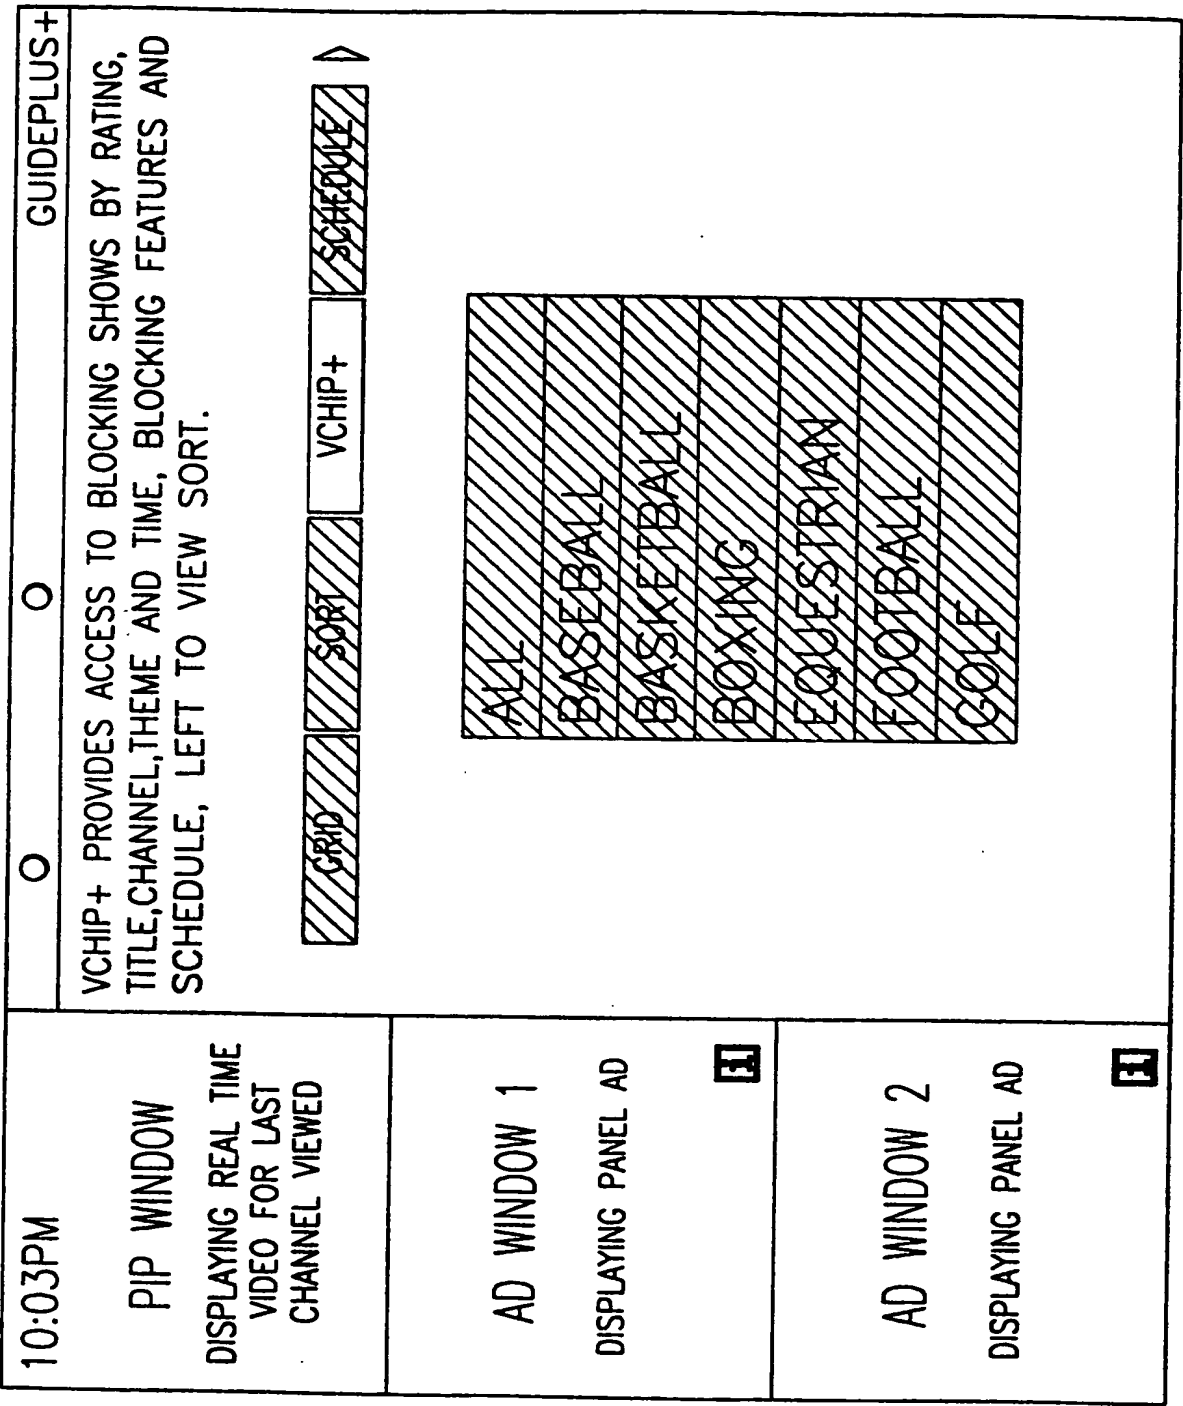 10:03PM
GUIDEPLUS+
PIP WINDOW
DISPLAYING REAL TIME
VIDEO FOR LAST
CHANNEL VIEWED
AD WINDOW 1
DISPLAYING PANEL AD
AD WINDOW 2
DISPLAYING PANEL AD
VCHIP+ PROVIDES ACCESS TO BLOCKING SHOWS BY RATING,
TITLE,CHANNEL,THEME AND TIME, BLOCKING FEATURES AND
SCHEDULE, LEFT TO VIEW SORT.
GRID SORT VCHIP+ SCHEDULE
ALL
BASEBALL
BASKETBALL
BOXING
EQUESTRIAN
FOOTBALL
GOLF